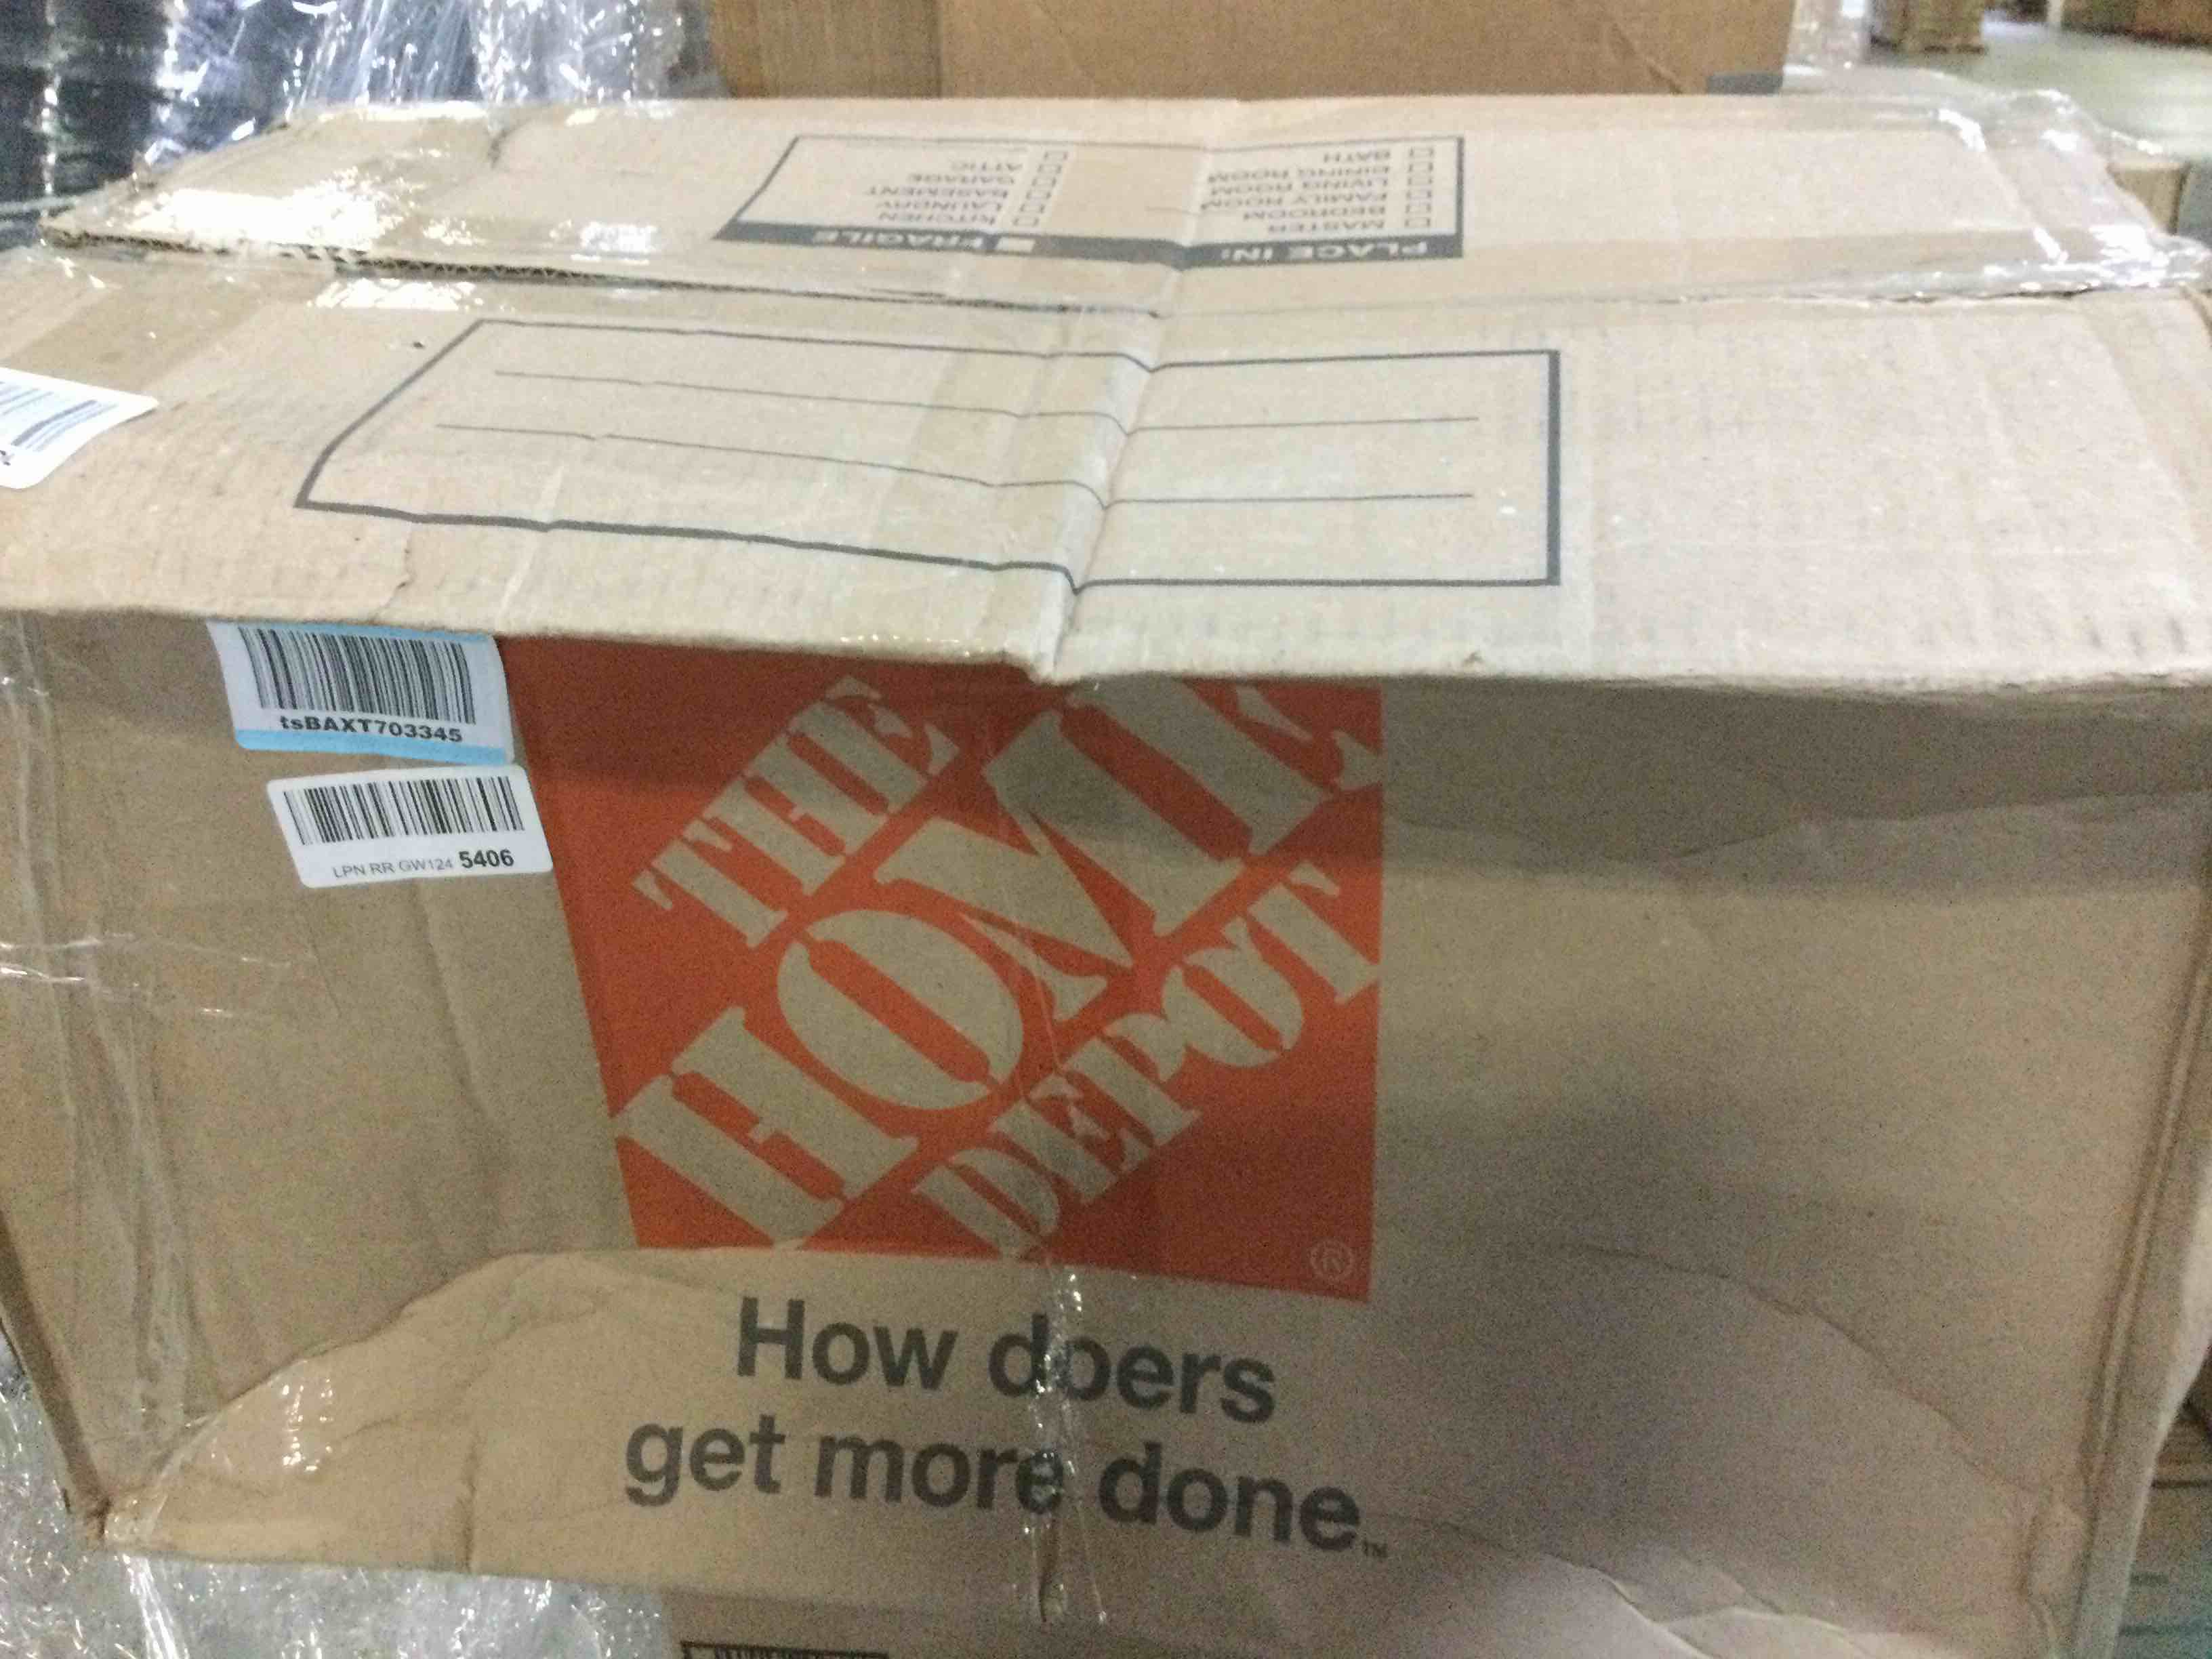 PLACE IN:
FRAGILE
MASTER
BEDROOM
FAMILY ROOM
LIVING ROOM
DINING ROOM
BATH
KITCHEN
LAUNDRY
BASEMENT
GARAGE
ATTIC
tsBAXT703345
LPN RR GW124 5406
THE
HOME
DEPOT
®
How doers
get more done.™